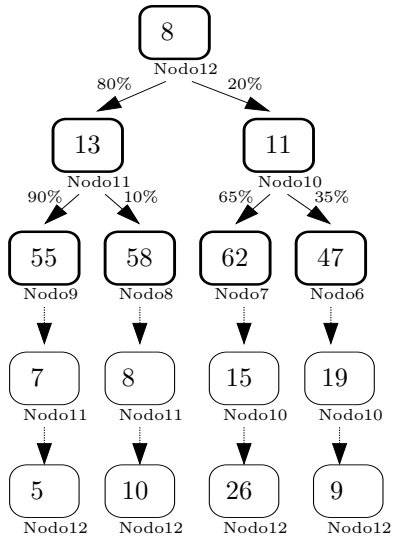 8
Nodo12
80% 20%
13 11
Nodo11 Nodo10
90% 10% 65% 35%
55 58 62 47
Nodo9 Nodo8 Nodo7 Nodo6
7 8 15 19
Nodo11 Nodo11 Nodo10 Nodo10
5 10 26 9
Nodo12 Nodo12 Nodo12 Nodo12